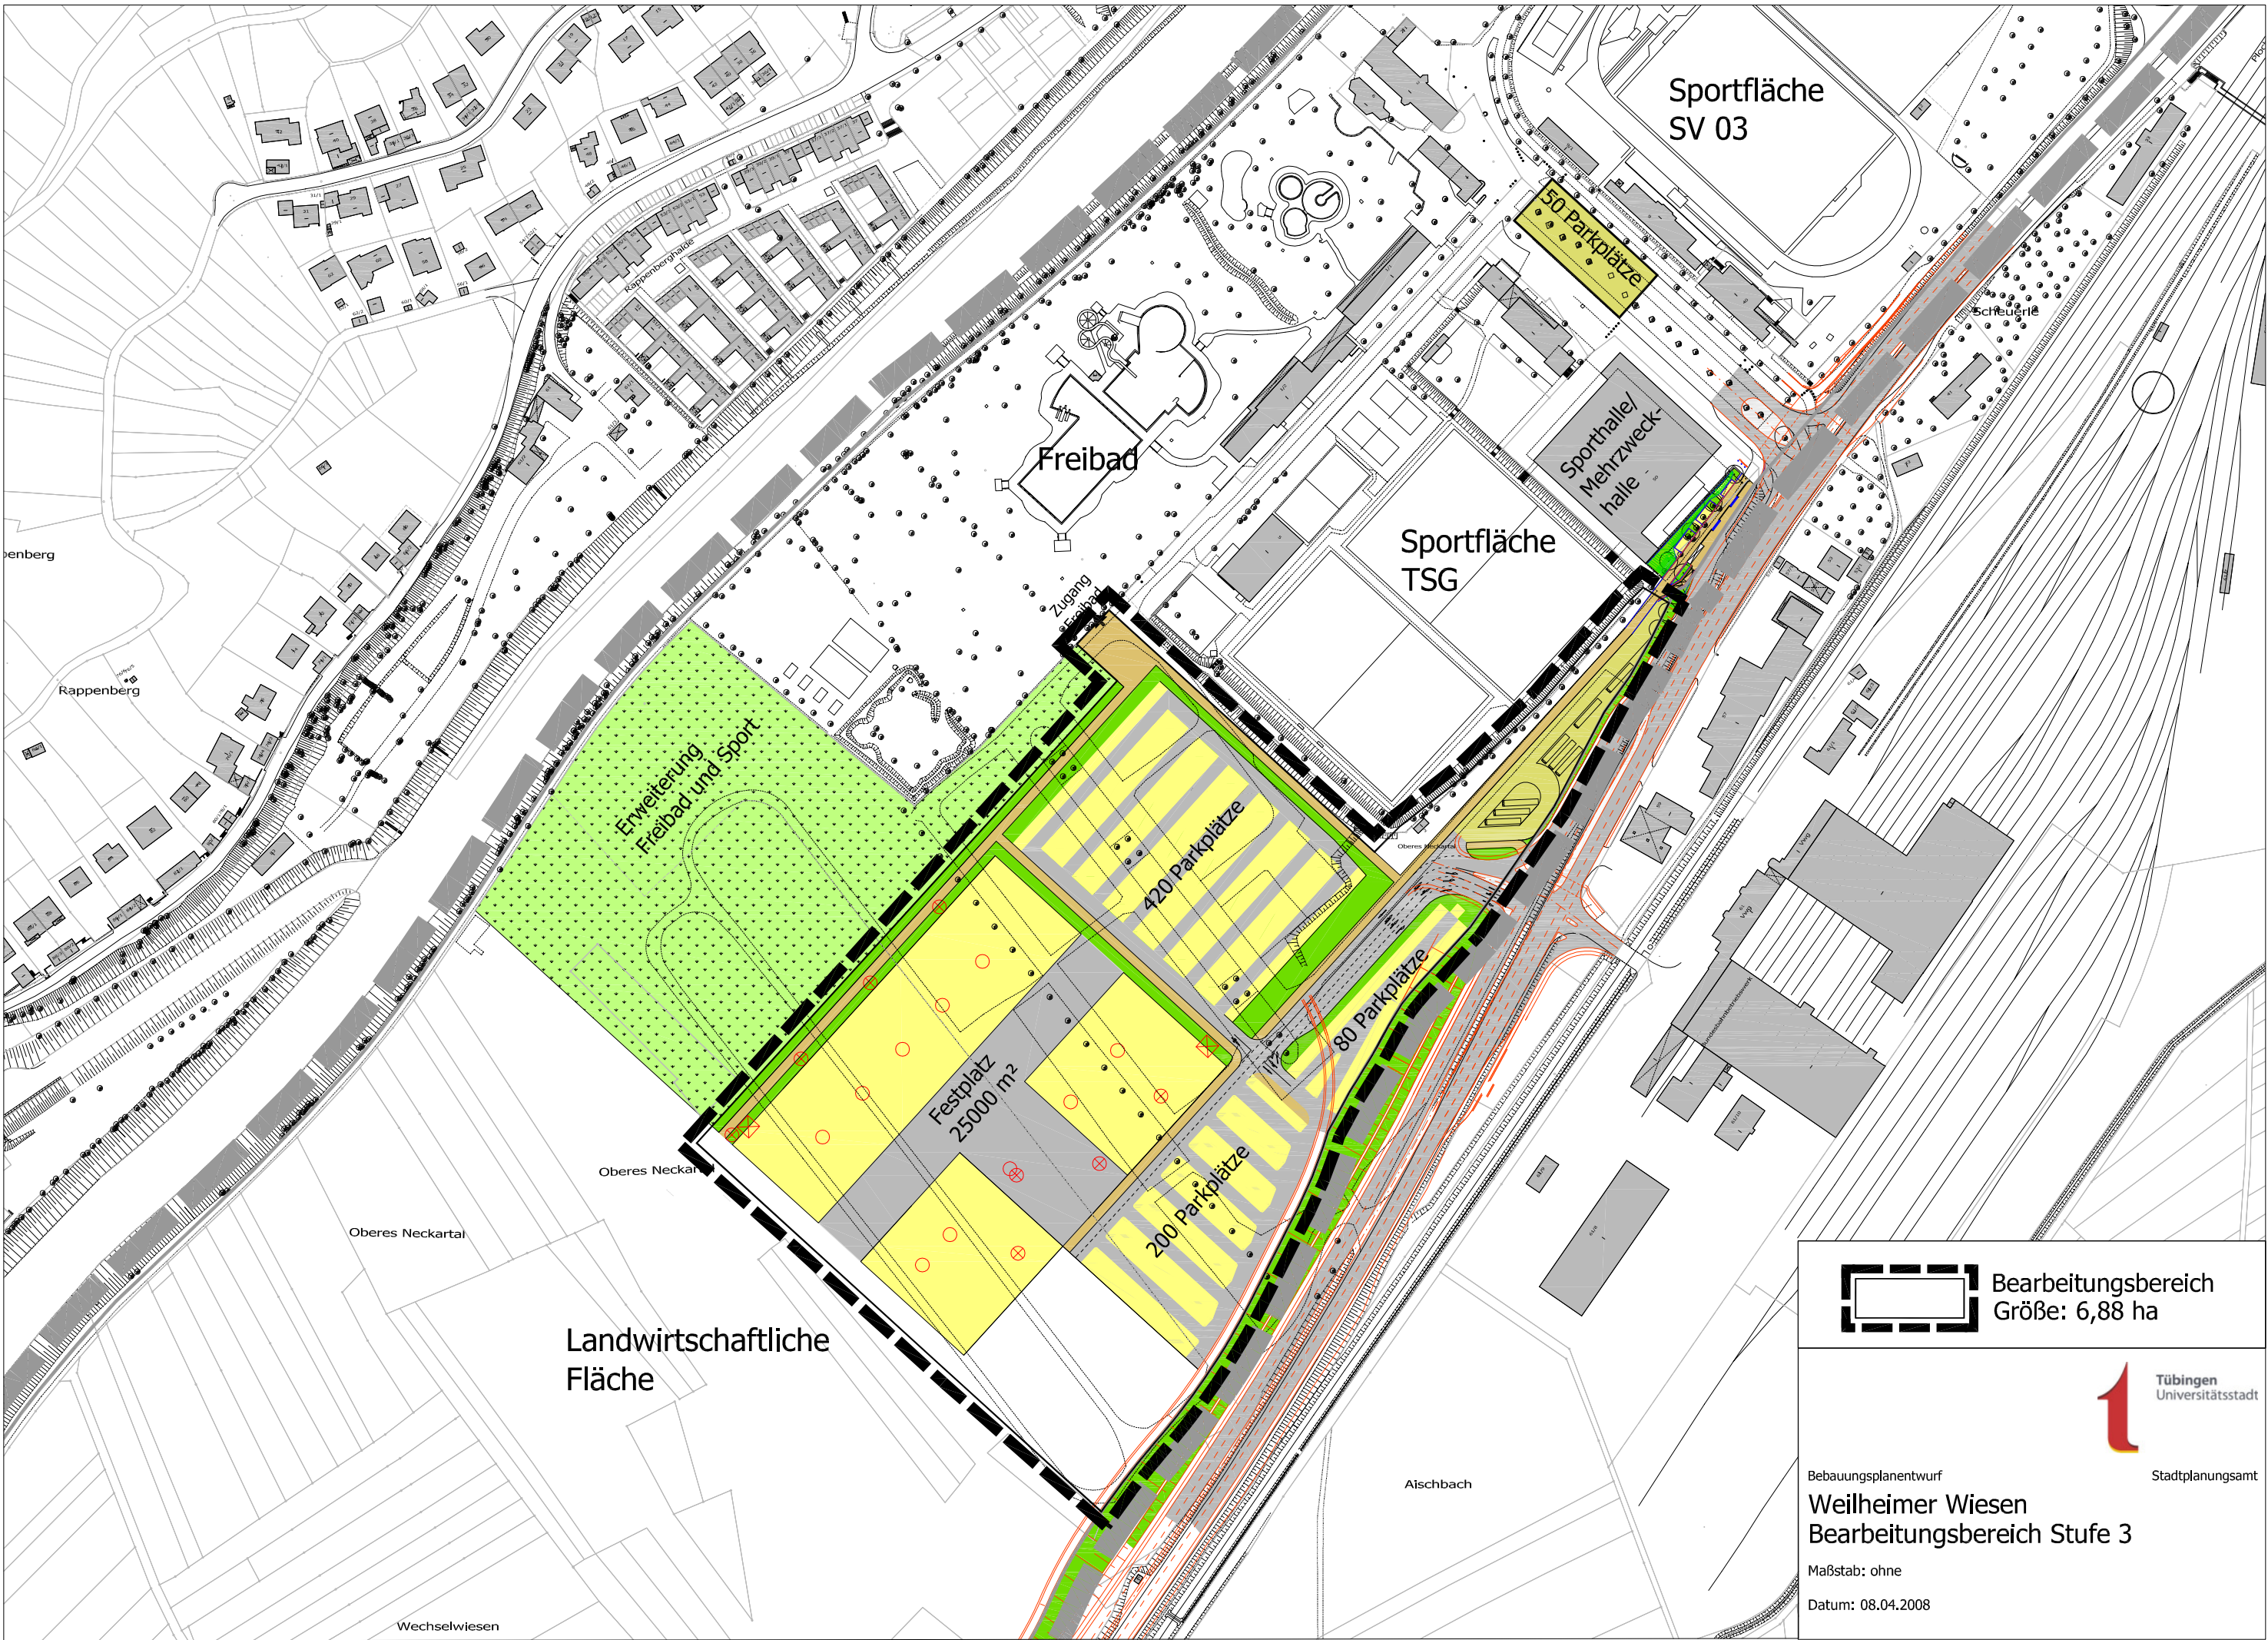 Sportfläche
SV 03
50 Parkplätze
Scheuerle
Rappenberghalde
Sporthalle/
Mehrzweck-
halle
Freibad
Sportfläche
TSG
Zugang
Freibad
penberg
Rappenberg
Erweiterung
Freibad und Sport
420 Parkplätze
Oberes Neckartal
80 Parkplätze
Festplatz
25000 m²
200 Parkplätze
Oberes Neckartal
Oberes Neckartal
Landwirtschaftliche
Fläche
Aischbach
Wechselwiesen
Bearbeitungsbereich
Größe: 6,88 ha
Tübingen
Universitätsstadt
Bebauungsplanentwurf
Stadtplanungsamt
Weilheimer Wiesen
Bearbeitungsbereich Stufe 3
Maßstab: ohne
Datum: 08.04.2008